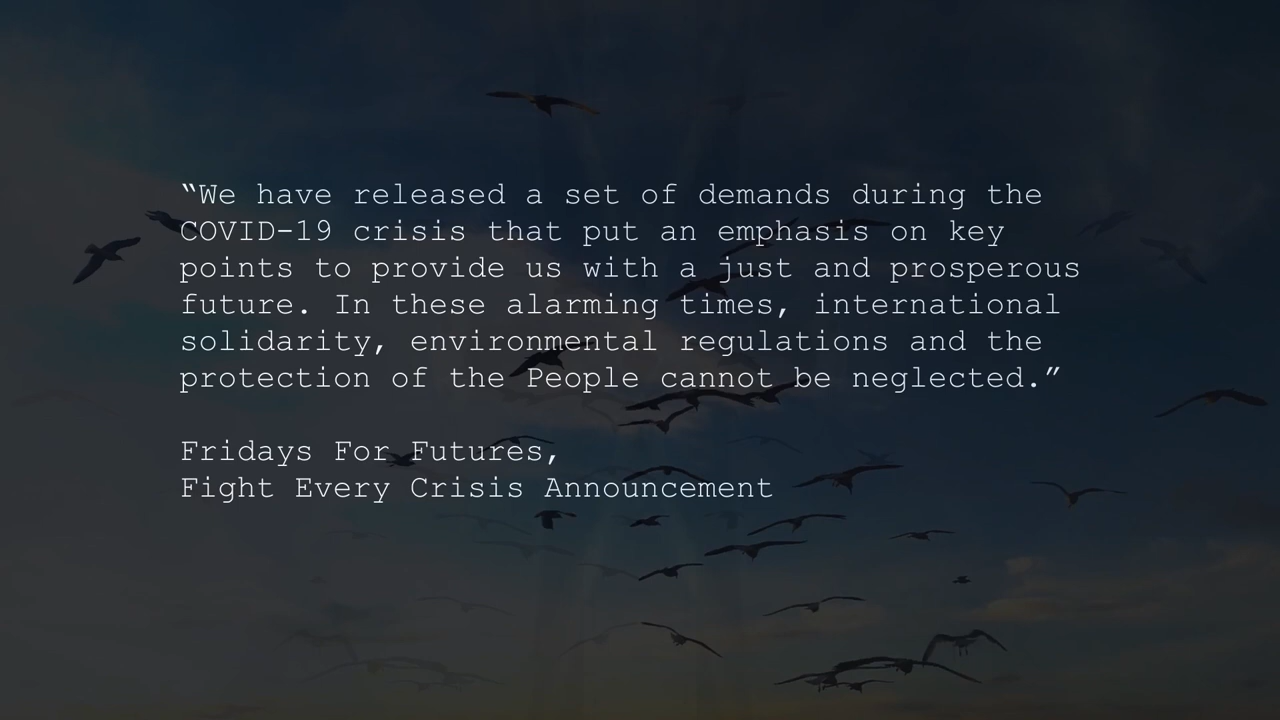 “We have released a set of demands during the
COVID-19 crisis that put an emphasis on key
points to provide us with a just and prosperous
future. In these alarming times, international
solidarity, environmental regulations and the
protection of the People cannot be neglected.”
Fridays For Futures,
Fight Every Crisis Announcement